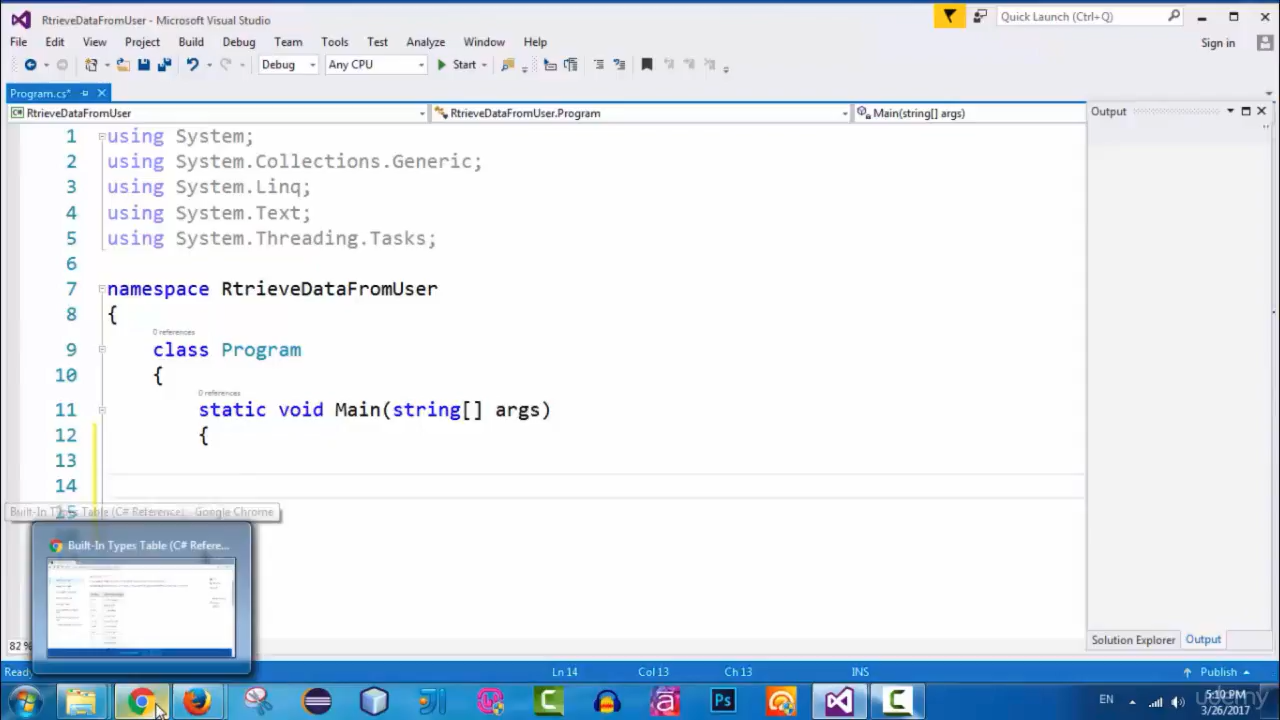 RtrieveDataFromUser - Microsoft Visual Studio
Quick Launch (Ctrl+Q)
File Edit View Project Build Debug Team Tools Test Analyze Window Help
Sign in
Debug Any CPU Start
Program.cs*
RtrieveDataFromUser RtrieveDataFromUser.Program Main(string[] args)
Output
1 using System;
2 using System.Collections.Generic;
3 using System.Linq;
4 using System.Text;
5 using System.Threading.Tasks;
6
7 namespace RtrieveDataFromUser
8 {
0 references
9 class Program
10 {
0 references
11 static void Main(string[] args)
12 {
13
14
15
Built-In Types Table (C# Reference) - Google Chrome
Built-In Types Table (C# Refere...
82 %
Solution Explorer Output
Ready Ln 14 Col 13 Ch 13 INS Publish
Ps
EN
5:10 PM
3/26/2017
udemy